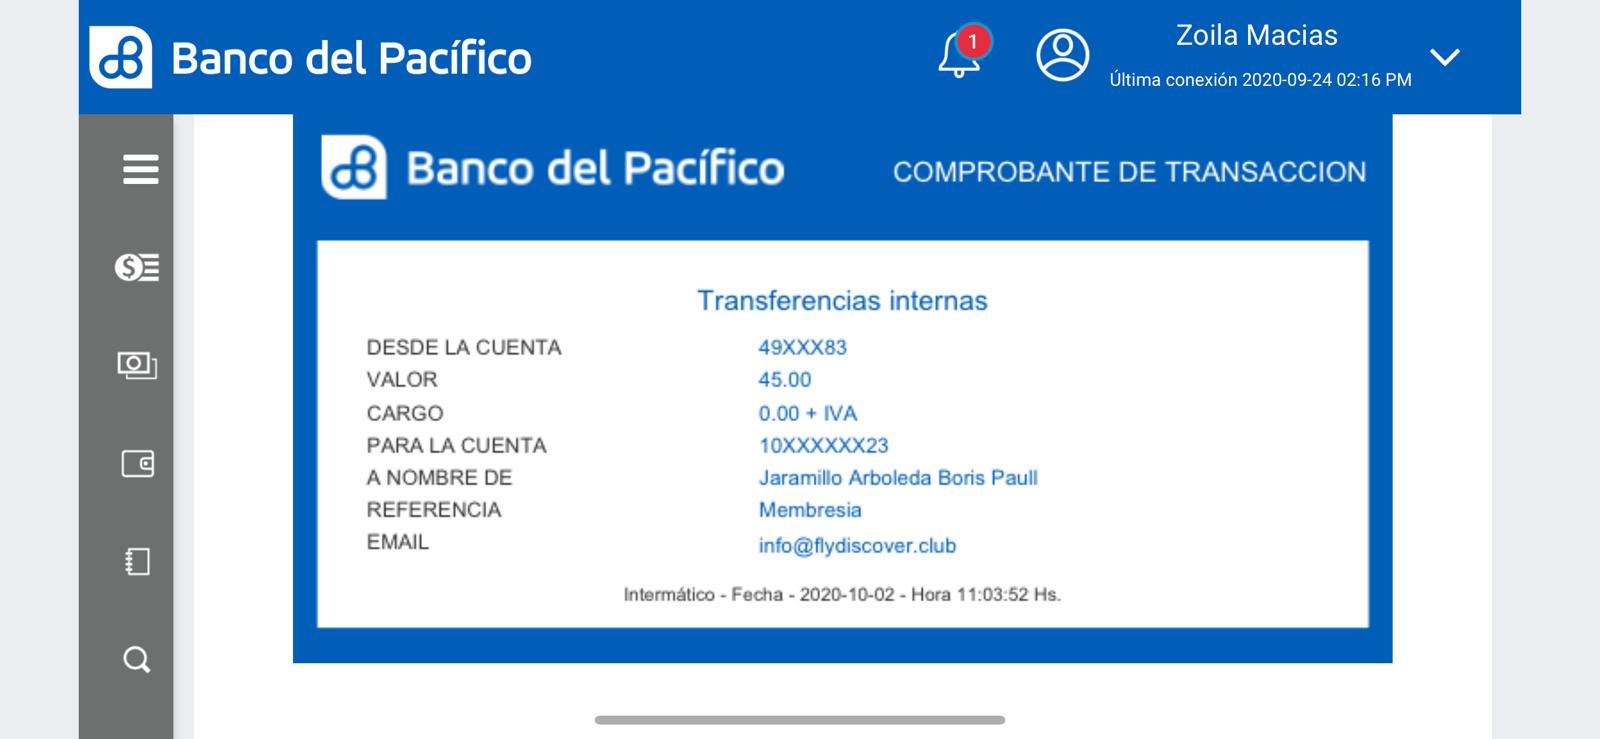 Banco del Pacífico
1
Zoila Macias
Última conexión 2020-09-24 02:16 PM
Banco del Pacífico
COMPROBANTE DE TRANSACCION
Transferencias internas
DESDE LA CUENTA 49XXX83
VALOR 45.00
CARGO 0.00 + IVA
PARA LA CUENTA 10XXXXXX23
A NOMBRE DE Jaramillo Arboleda Boris Paull
REFERENCIA Membresia
EMAIL info@flydiscover.club
Intermático - Fecha - 2020-10-02 - Hora 11:03:52 Hs.